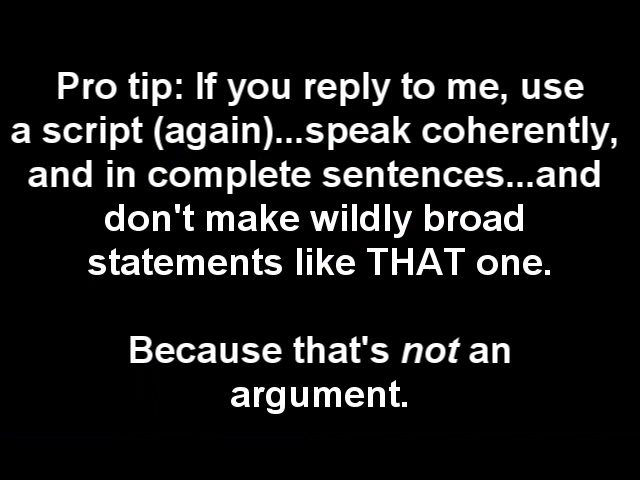 Pro tip: If you reply to me, use
a script (again)...speak coherently,
and in complete sentences...and
don't make wildly broad
statements like THAT one.
Because that's not an
argument.